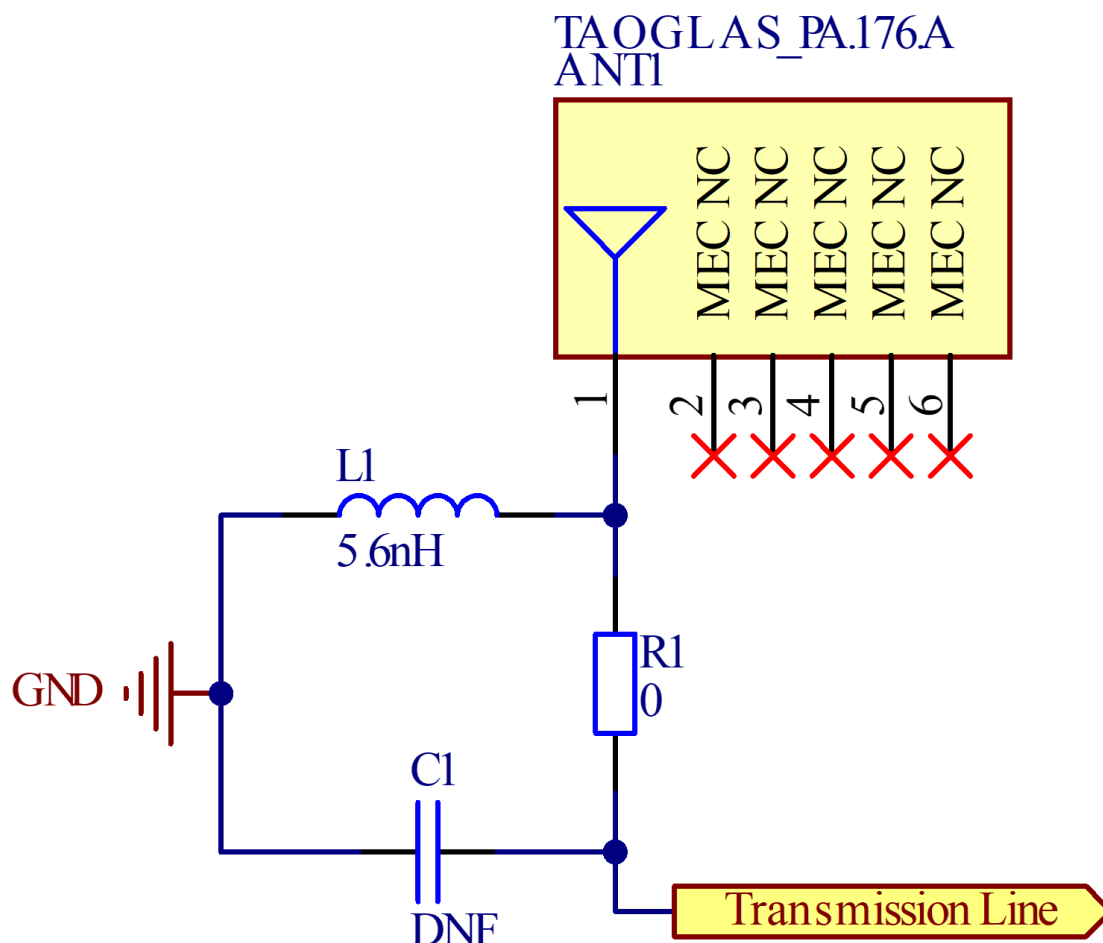 TAOGLAS_PA.176.A
ANT1
MEC NC
MEC NC
MEC NC
MEC NC
MEC NC
1
2
3
4
5
6
L1
5.6nH
R1
0
GND
C1
DNF
Transmission Line